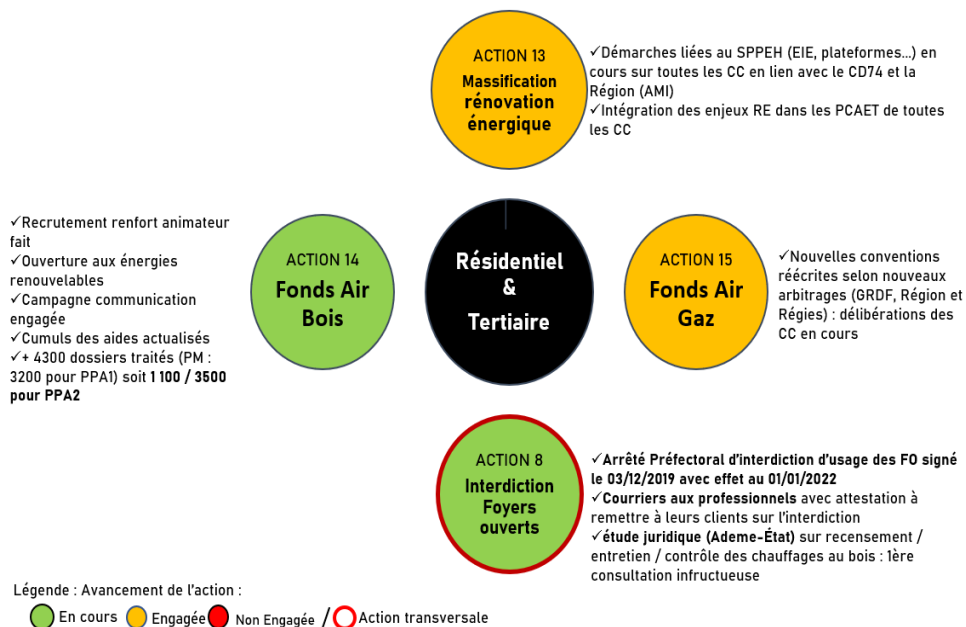 ACTION 13
Massification
rénovation
énergique
✓Démarches liées au SPPEH (EIE, plateformes...) en
cours sur toutes les CC en lien avec le CD74 et la
Région (AMI)
✓Intégration des enjeux RE dans les PCAET de toutes
les CC
✓Recrutement renfort animateur
fait
✓Ouverture aux énergies
renouvelables
✓Campagne communication
engagée
✓Cumuls des aides actualisés
✓+ 4300 dossiers traités (PM :
3200 pour PPA1) soit 1 100 / 3500
pour PPA2
ACTION 14
Fonds Air
Bois
Résidentiel
&
Tertiaire
ACTION 15
Fonds Air
Gaz
✓Nouvelles conventions
réécrites selon nouveaux
arbitrages (GRDF, Région et
Régies) : délibérations des
CC en cours
ACTION 8
Interdiction
Foyers
ouverts
✓Arrêté Préfectoral d'interdiction d'usage des FO signé
le 03/12/2019 avec effet au 01/01/2022
✓Courriers aux professionnels avec attestation à
remettre à leurs clients sur l'interdiction
✓étude juridique (Ademe-État) sur recensement /
entretien / contrôle des chauffages au bois : 1ère
consultation infructueuse
Légende : Avancement de l'action :
En cours Engagée Non Engagée / Action transversale